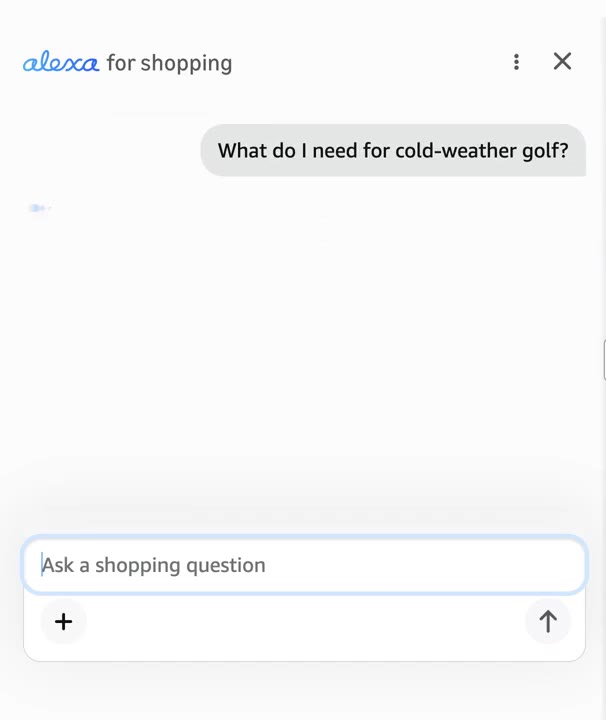 alexa for shopping
What do I need for cold-weather golf?
Ask a shopping question